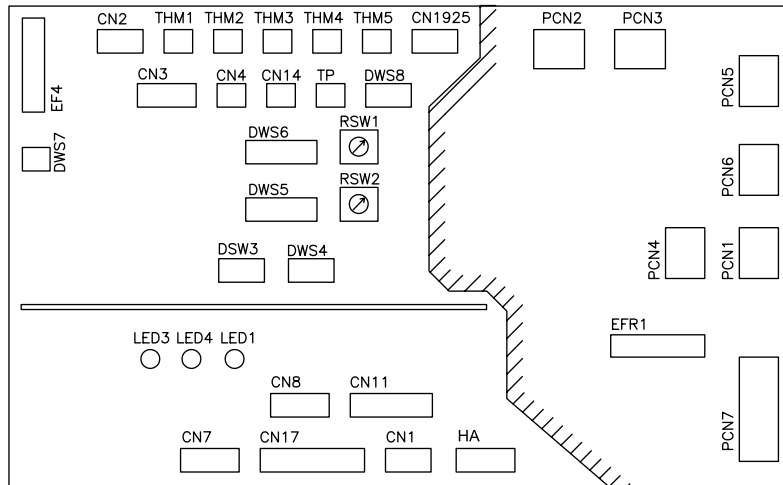 CN2 THM1 THM2 THM3 THM4 THM5 CN1925 PCN2 PCN3
EF4
CN3 CN4 CN14 TP DWS8
PCN5
DWS7
DWS6 RSW1
PCN6
DWS5 RSW2
DSW3 DWS4
PCN4 PCN1
LED3 LED4 LED1
EFR1
CN8 CN11
PCN7
CN7 CN17 CN1 HA